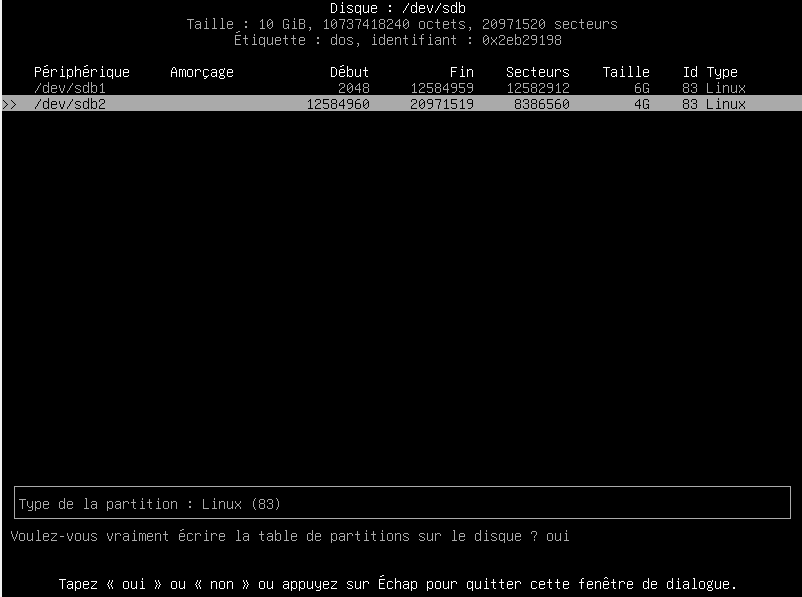 Disque : /dev/sdb
Taille : 10 GiB, 10737418240 octets, 20971520 secteurs
Étiquette : dos, identifiant : 0x2eb29198
Périphérique Amorçage Début Fin Secteurs Taille Id Type
/dev/sdb1 2048 12584959 12582912 6G 83 Linux
>> /dev/sdb2 12584960 20971519 8386560 4G 83 Linux
Type de la partition : Linux (83)
Voulez-vous vraiment écrire la table de partitions sur le disque ? oui
Tapez « oui » ou « non » ou appuyez sur Échap pour quitter cette fenêtre de dialogue.